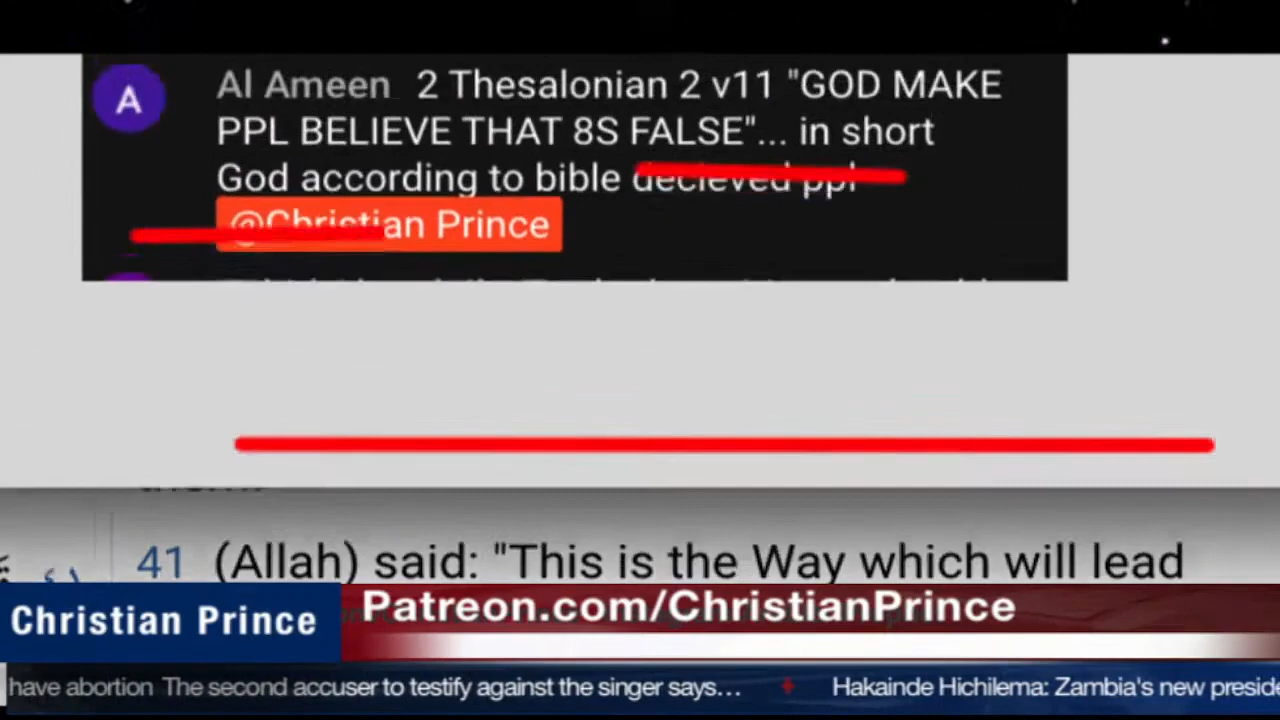 Al Ameen 2 Thesalonian 2 v11 "GOD MAKE
PPL BELIEVE THAT 8S FALSE"... in short
God according to bible decieved ppl
@Christian Prince
41 (Allah) said: "This is the Way which will lead
Christian Prince
Patreon.com/ChristianPrince
have abortion The second accuser to testify against the singer says...
Hakainde Hichilema: Zambia's new preside